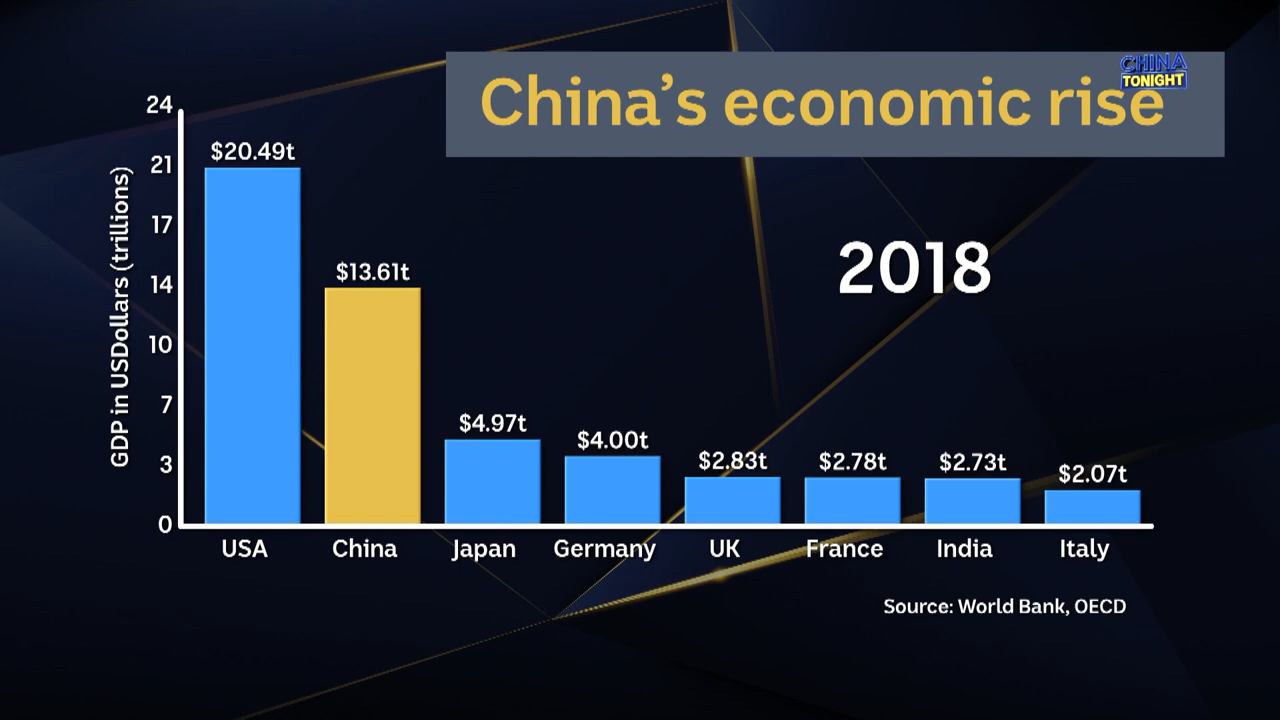 China's economic rise
CHINA
TONIGHT
2018
GDP in USDollars (trillions)
24
21
17
14
10
7
3
0
$20.49t
$13.61t
$4.97t
$4.00t
$2.83t
$2.78t
$2.73t
$2.07t
USA China Japan Germany UK France India Italy
Source: World Bank, OECD